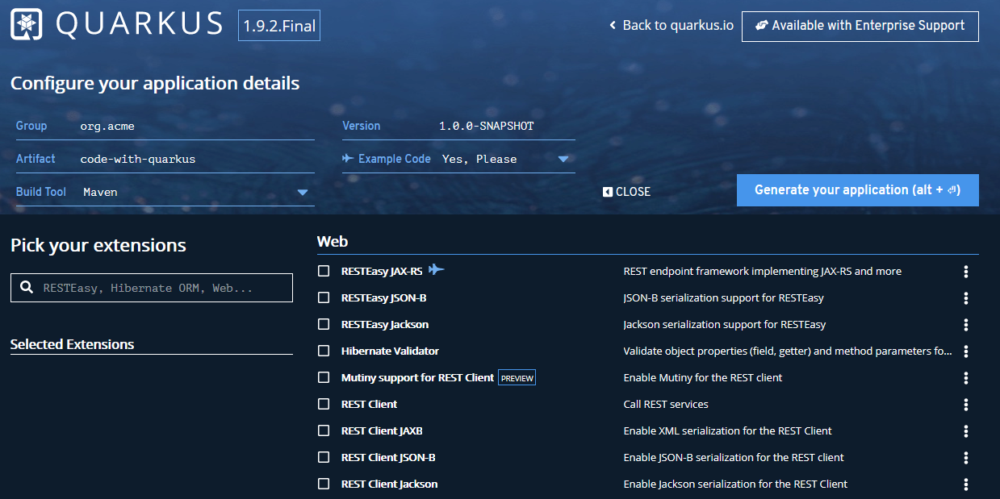 QUARKUS 1.9.2.Final Back to quarkus.io Available with Enterprise Support
Configure your application details
Group org.acme Version 1.0.0-SNAPSHOT
Artifact code-with-quarkus Example Code Yes, Please
Build Tool Maven CLOSE Generate your application (alt + ⏎)
Pick your extensions
RESTEasy, Hibernate ORM, Web...
Selected Extensions
Web
RESTEasy JAX-RS REST endpoint framework implementing JAX-RS and more
RESTEasy JSON-B JSON-B serialization support for RESTEasy
RESTEasy Jackson Jackson serialization support for RESTEasy
Hibernate Validator Validate object properties (field, getter) and method parameters fo...
Mutiny support for REST Client PREVIEW Enable Mutiny for the REST client
REST Client Call REST services
REST Client JAXB Enable XML serialization for the REST Client
REST Client JSON-B Enable JSON-B serialization for the REST client
REST Client Jackson Enable Jackson serialization for the REST Client